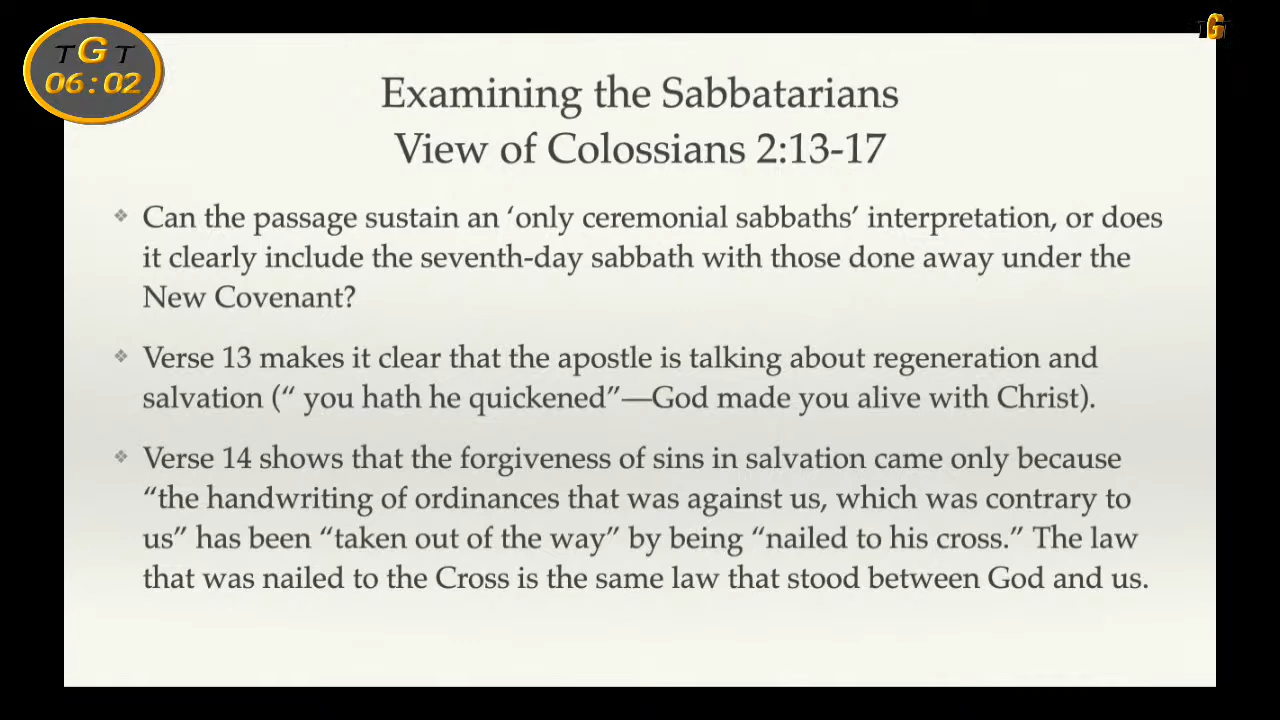 TGT
06:02
G
Examining the Sabbatarians
View of Colossians 2:13-17
Can the passage sustain an ‘only ceremonial sabbaths’ interpretation, or does
it clearly include the seventh-day sabbath with those done away under the
New Covenant?
Verse 13 makes it clear that the apostle is talking about regeneration and
salvation (“ you hath he quickened”—God made you alive with Christ).
Verse 14 shows that the forgiveness of sins in salvation came only because
“the handwriting of ordinances that was against us, which was contrary to
us” has been “taken out of the way” by being “nailed to his cross.” The law
that was nailed to the Cross is the same law that stood between God and us.